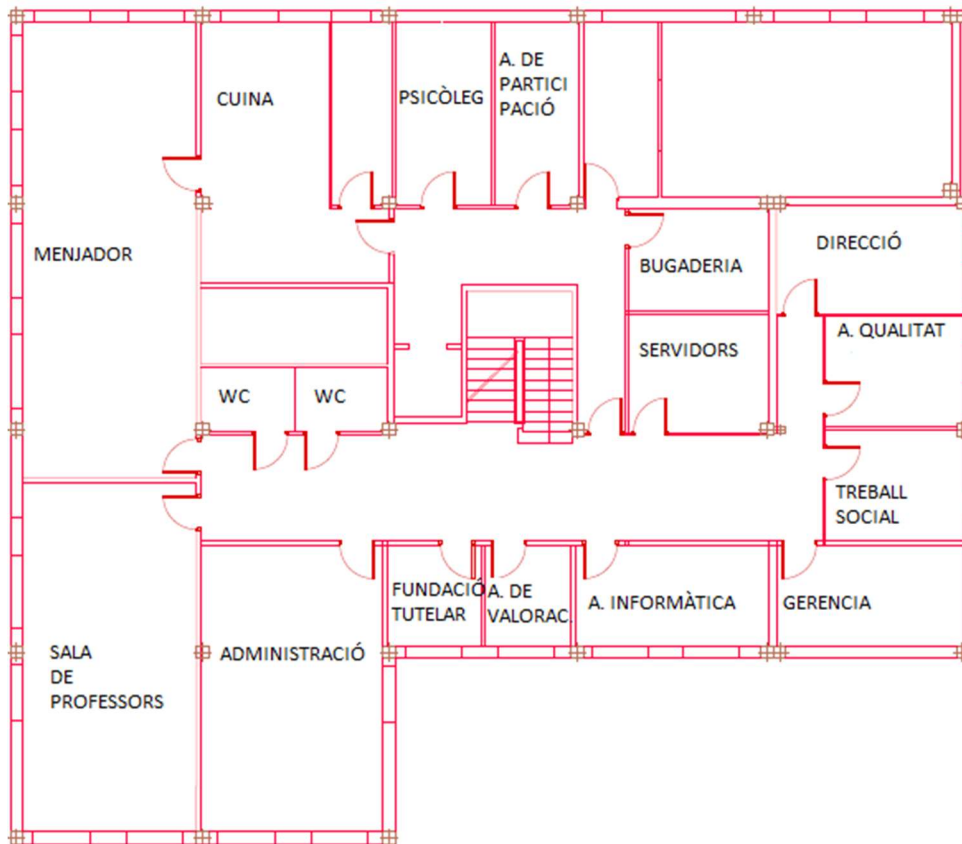 CUINA
PSICÒLEG
A. DE
PARTICI
PACIÓ
MENJADOR
BUGADERIA
DIRECCIÓ
SERVIDORS
A. QUALITAT
WC
WC
TREBALL
SOCIAL
FUNDACIÓ
TUTELAR
A. DE
VALORAC.
A. INFORMÀTICA
GERENCIA
SALA
DE
PROFESSORS
ADMINISTRACIÓ